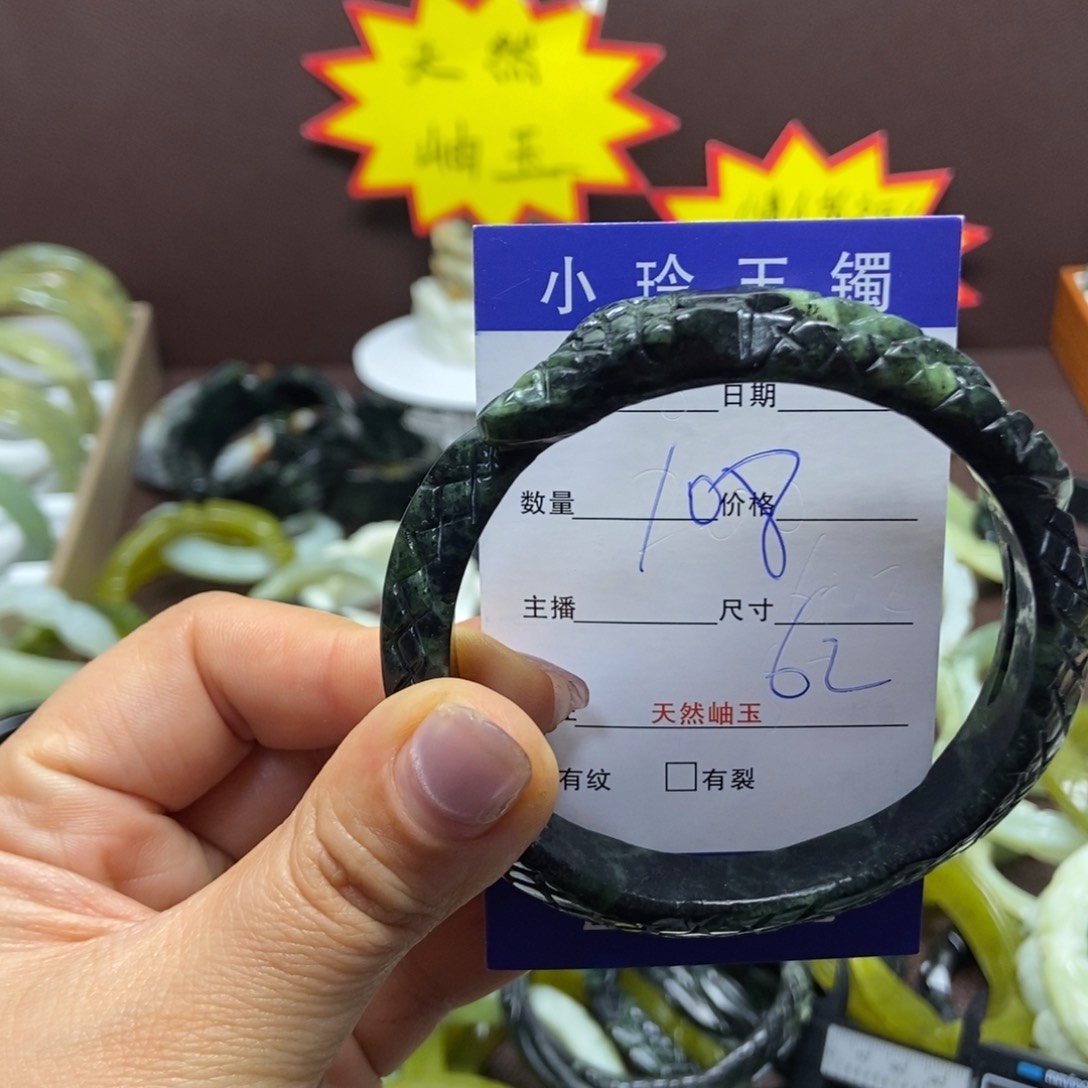 天然
岫玉
小玲玉镯
日期
数量 108 价格
主播 尺寸
62
天然岫玉
有纹 □有裂